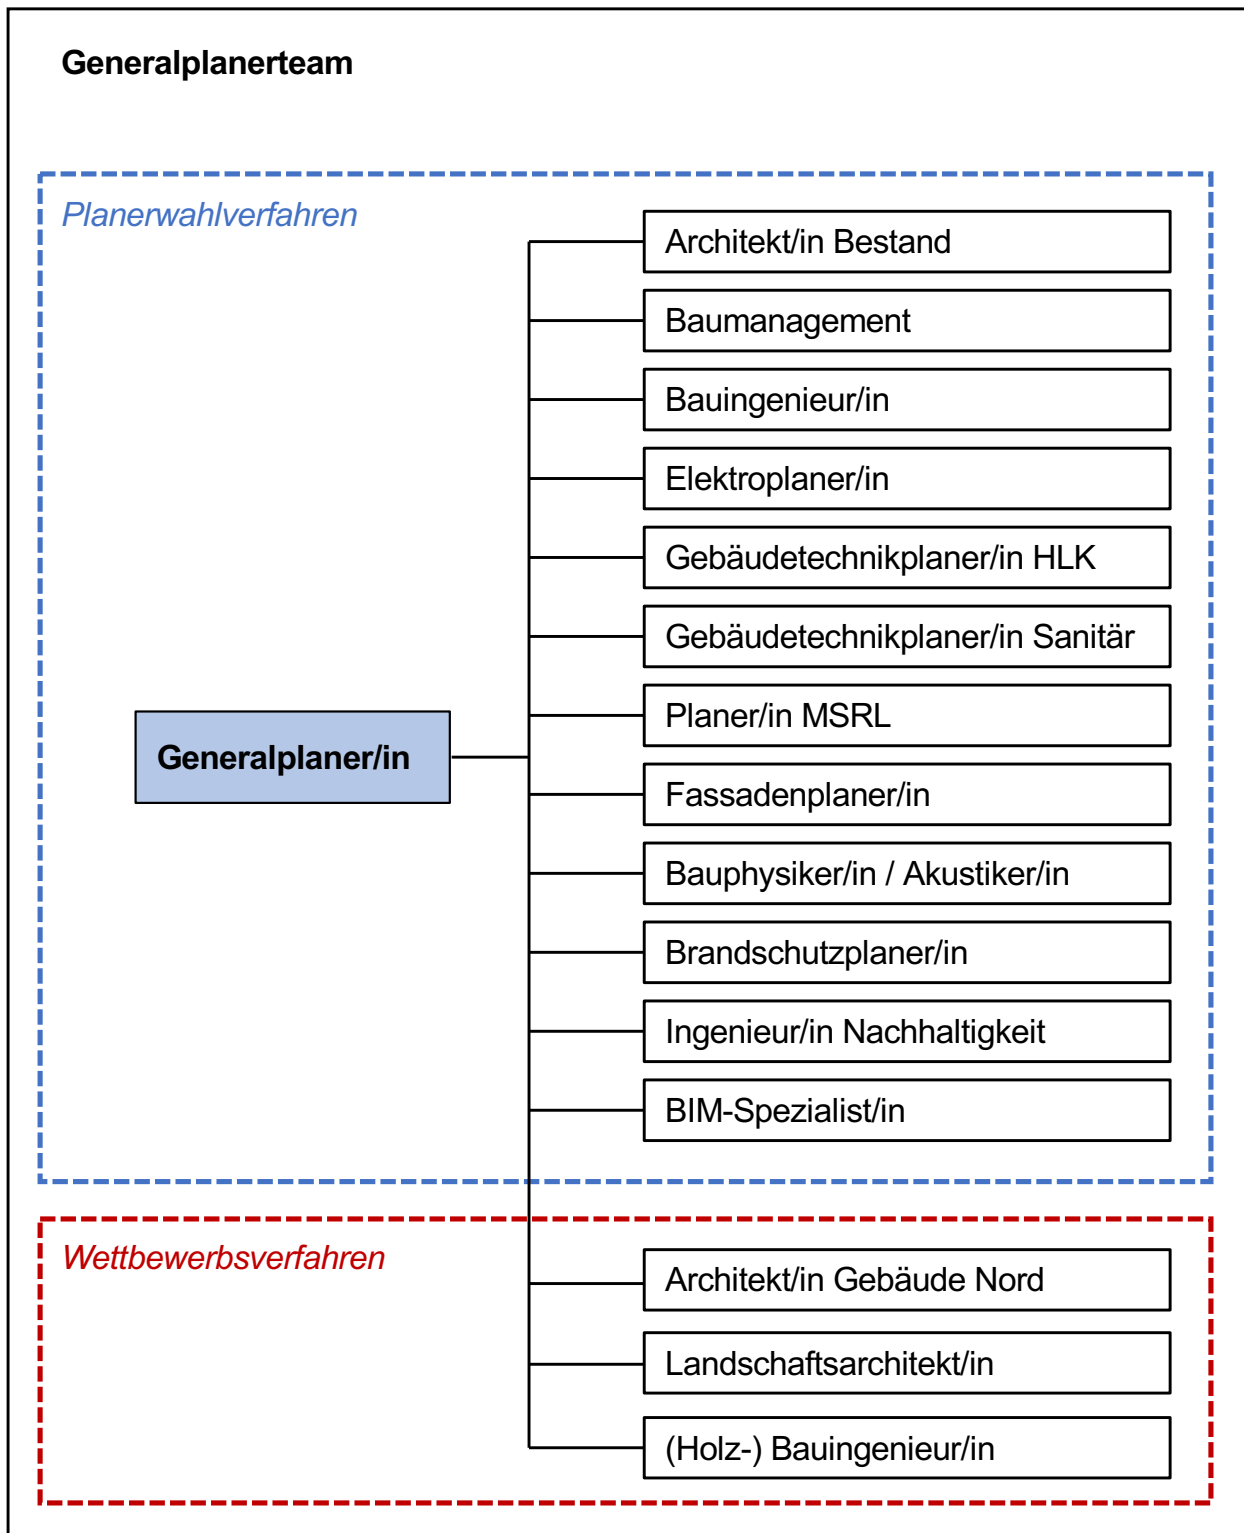 Generalplanerteam
Planerwahlverfahren
Architekt/in Bestand
Baumanagement
Bauingenieur/in
Elektroplaner/in
Gebäudetechnikplaner/in HLK
Gebäudetechnikplaner/in Sanitär
Planer/in MSRL
Generalplaner/in
Fassadenplaner/in
Bauphysiker/in / Akustiker/in
Brandschutzplaner/in
Ingenieur/in Nachhaltigkeit
BIM-Spezialist/in
Wettbewerbsverfahren
Architekt/in Gebäude Nord
Landschaftsarchitekt/in
(Holz-) Bauingenieur/in